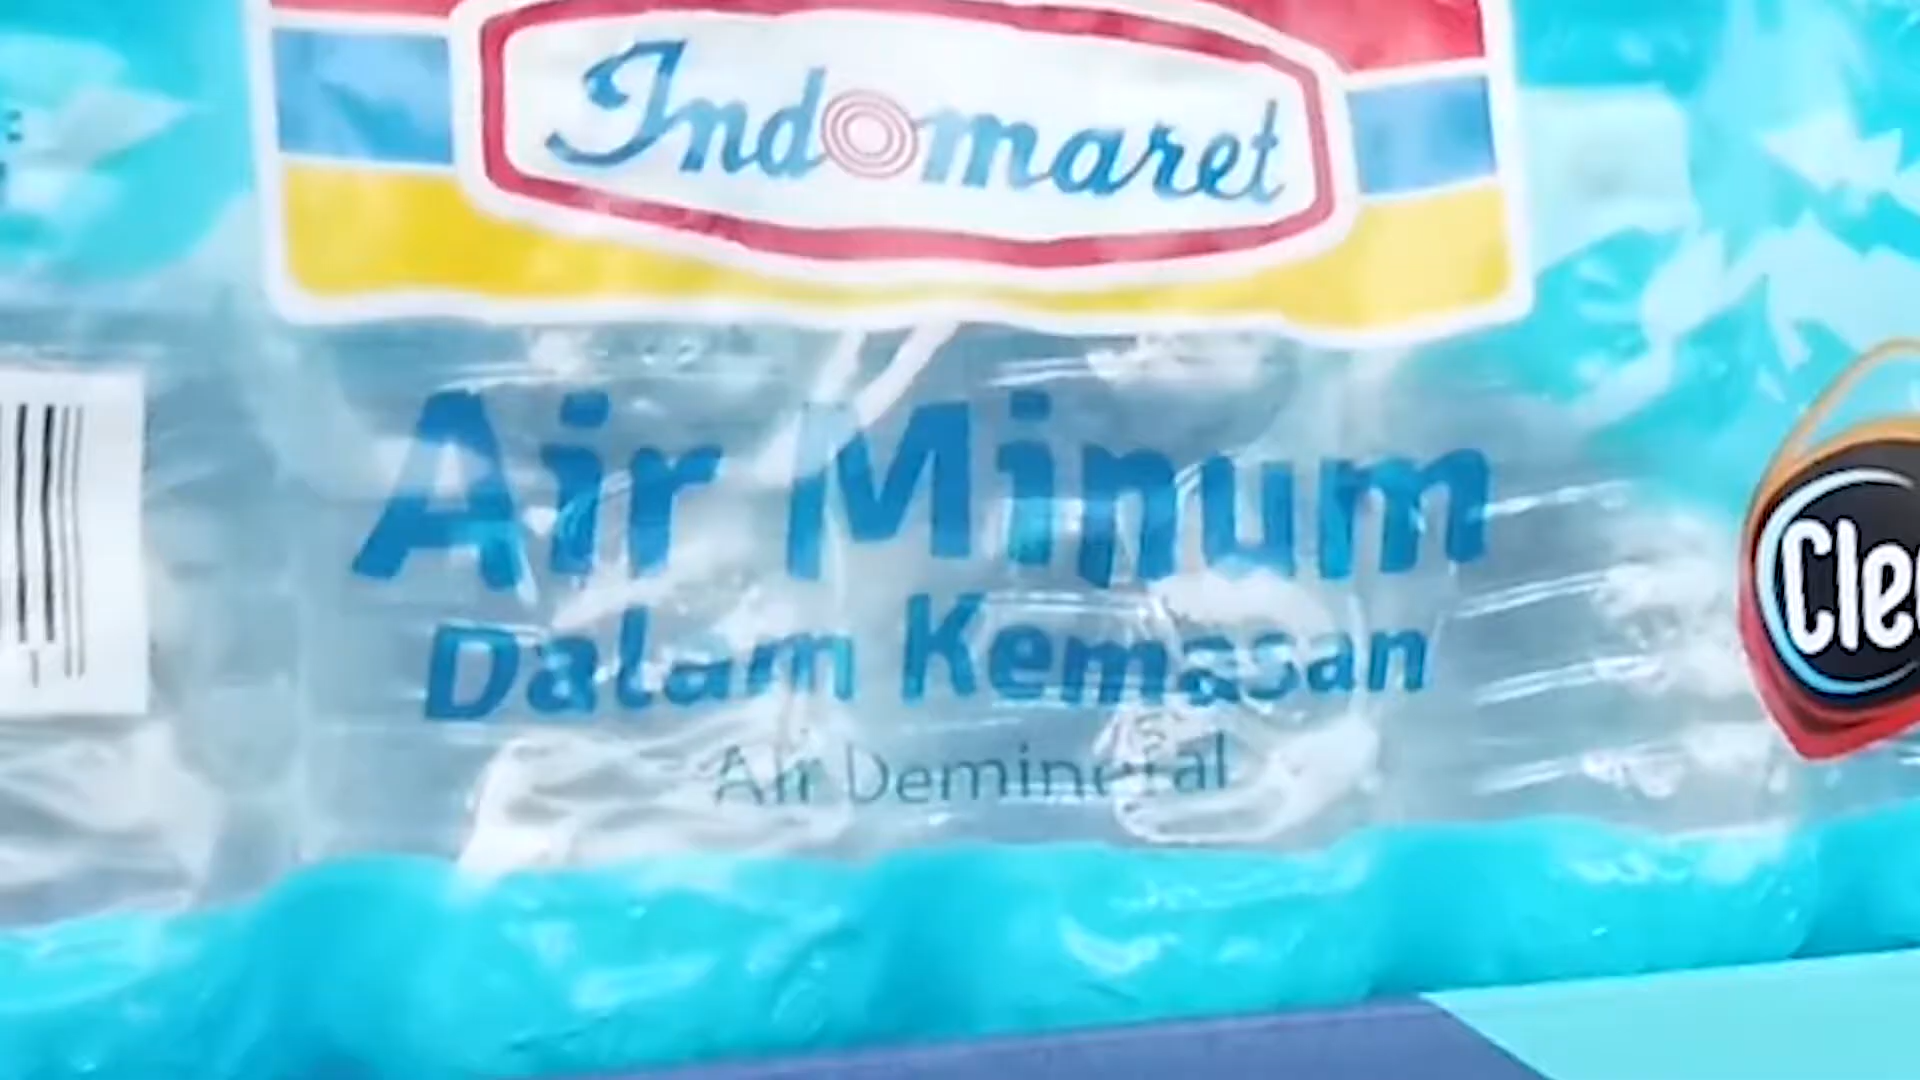 Indomaret
Air Minum
Dalam Kemasan
Air Demineral
Cle